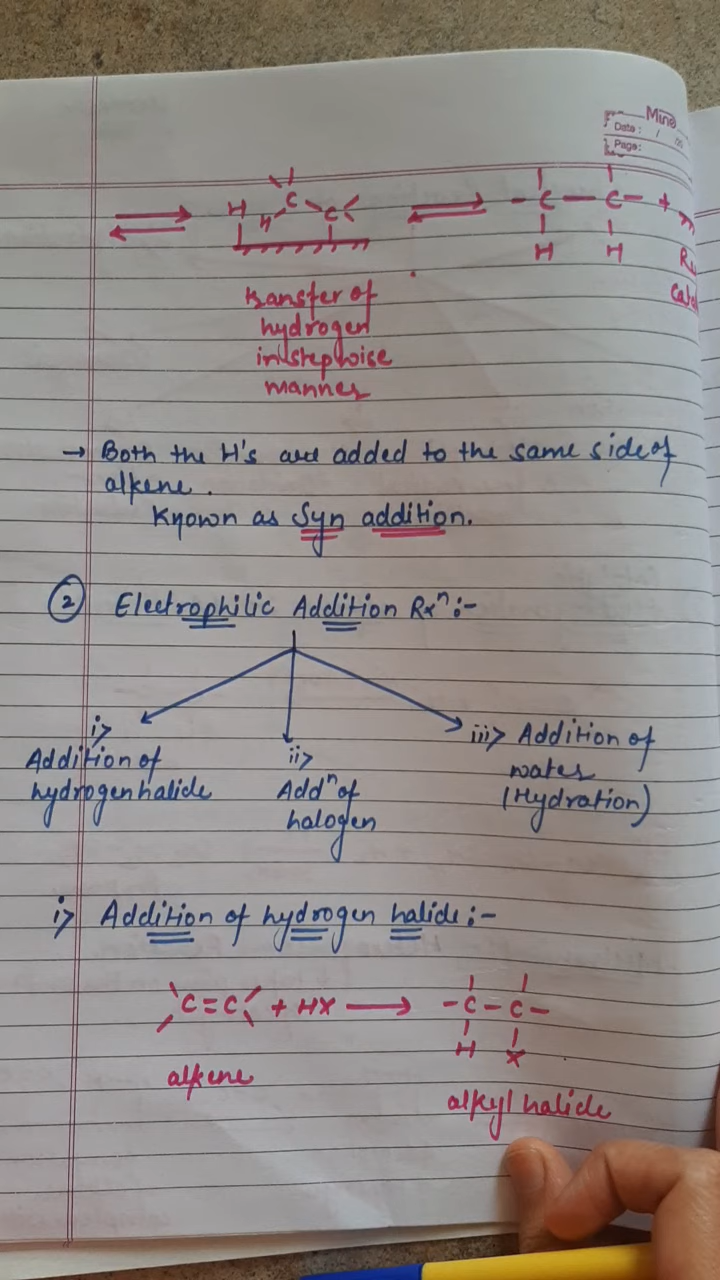 Mina
Date: / 20
Page:
H H C C
- C - C - +
H H
transfer of
hydrogen
in stepwise
manner
→ Both the H's are added to the same side of
alkene.
Known as Syn addition.
② Electrophilic Addition Rxⁿ:-
i>
Addition of
hydrogen halide
ii>
Addⁿ of
halogen
iii> Addition of
water
(Hydration)
i> Addition of hydrogen halide:-
C=C + HX → -C-C-
H X
alkene
alkyl halide